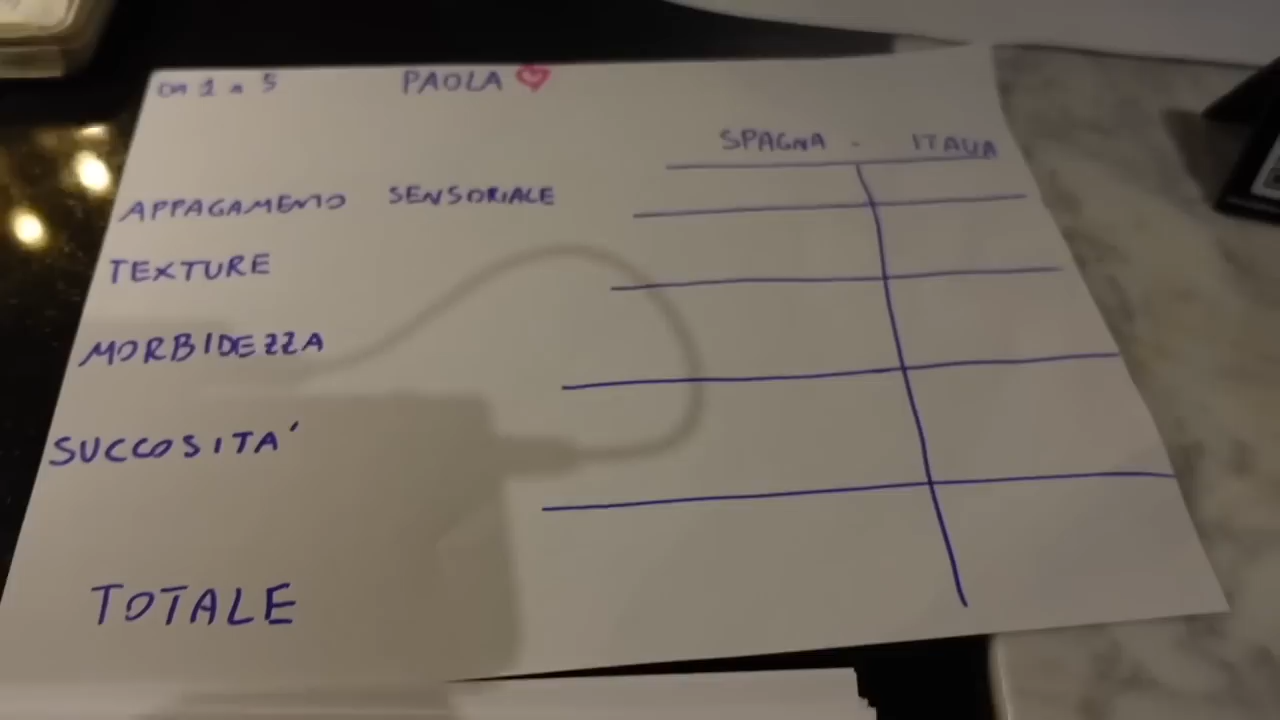 DA 1 A 5 PAOLA
SPAGNA - ITALIA
APPAGAMENTO SENSORIALE
TEXTURE
MORBIDEZZA
SUCCOSITA'
TOTALE